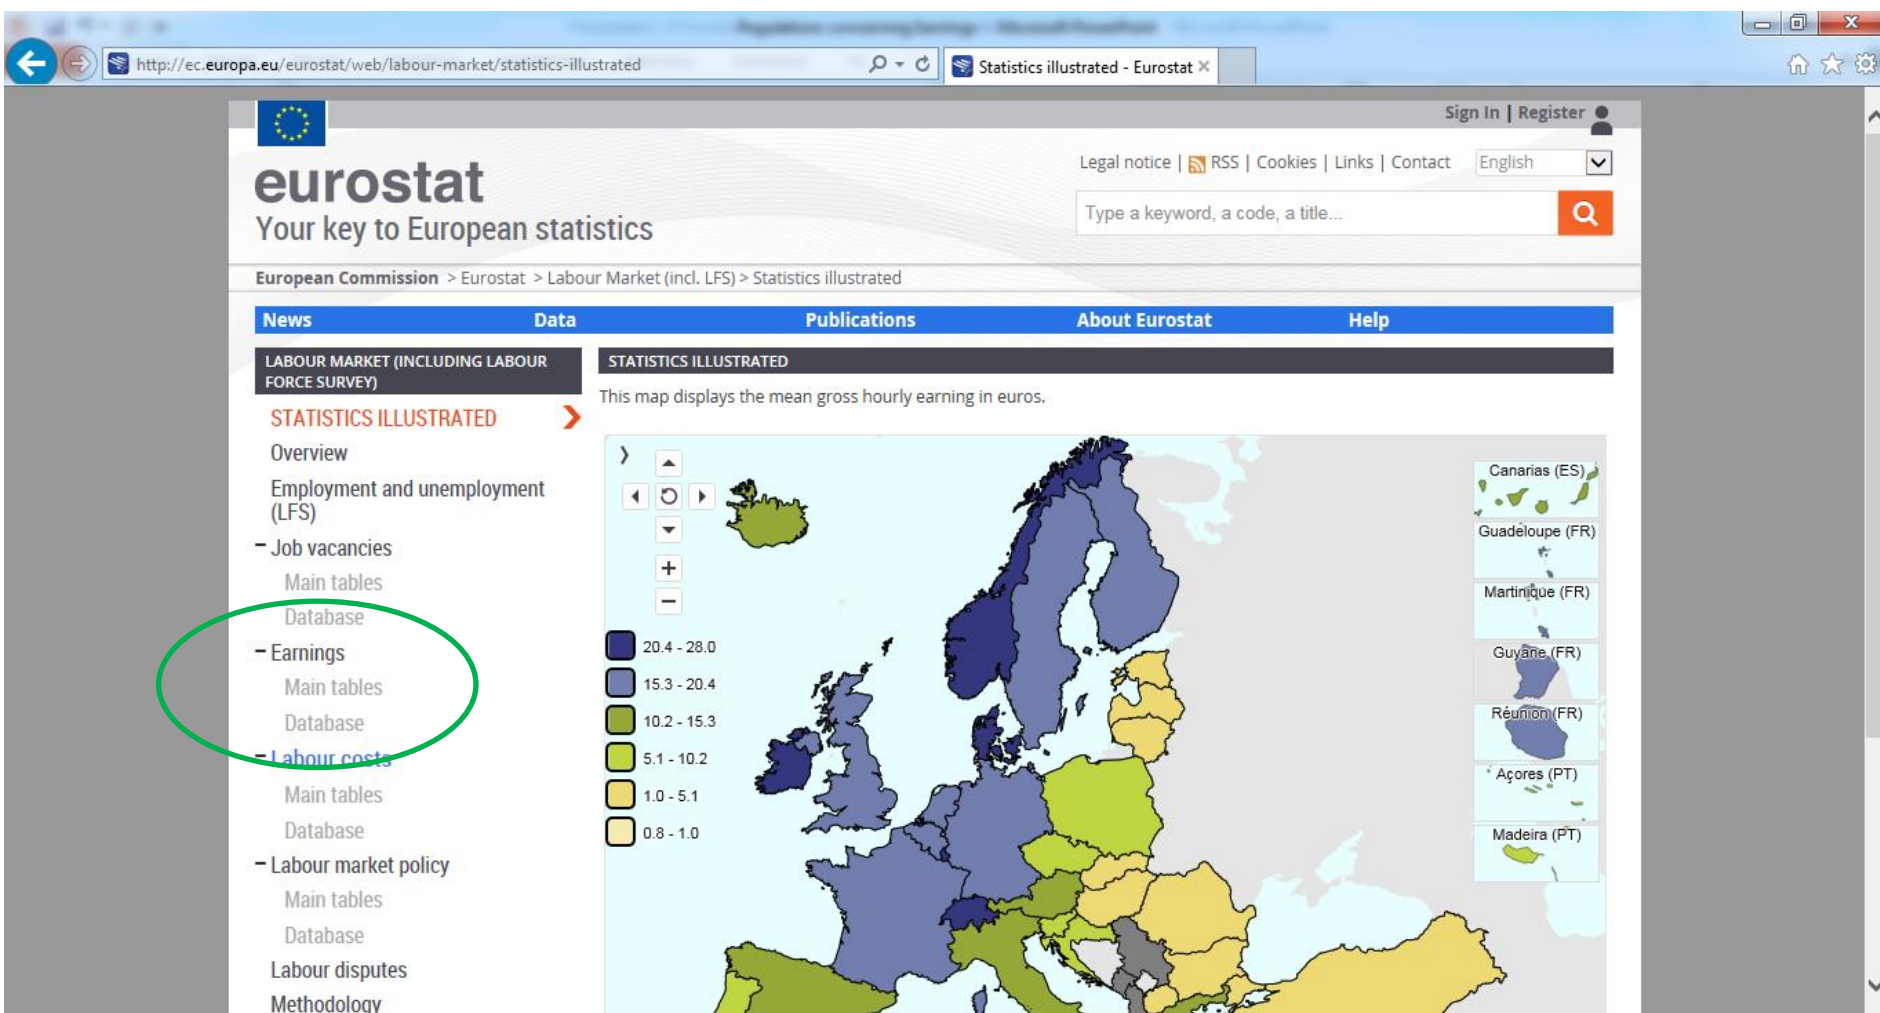 http://ec.europa.eu/eurostat/web/labour-market/statistics-illustrated
Statistics illustrated - Eurostat
Sign In | Register
Legal notice | RSS | Cookies | Links | Contact
English
eurostat
Your key to European statistics
Type a keyword, a code, a title...
European Commission > Eurostat > Labour Market (incl. LFS) > Statistics illustrated
News Data Publications About Eurostat Help
LABOUR MARKET (INCLUDING LABOUR
FORCE SURVEY)
STATISTICS ILLUSTRATED
Overview
Employment and unemployment
(LFS)
Job vacancies
Main tables
Database
Earnings
Main tables
Database
Labour costs
Main tables
Database
Labour market policy
Main tables
Database
Labour disputes
Methodology
STATISTICS ILLUSTRATED
This map displays the mean gross hourly earning in euros.
20.4 - 28.0
15.3 - 20.4
10.2 - 15.3
5.1 - 10.2
1.0 - 5.1
0.8 - 1.0
Canarias (ES)
Guadeloupe (FR)
Martinique (FR)
Guyane (FR)
Réunion (FR)
Açores (PT)
Madeira (PT)